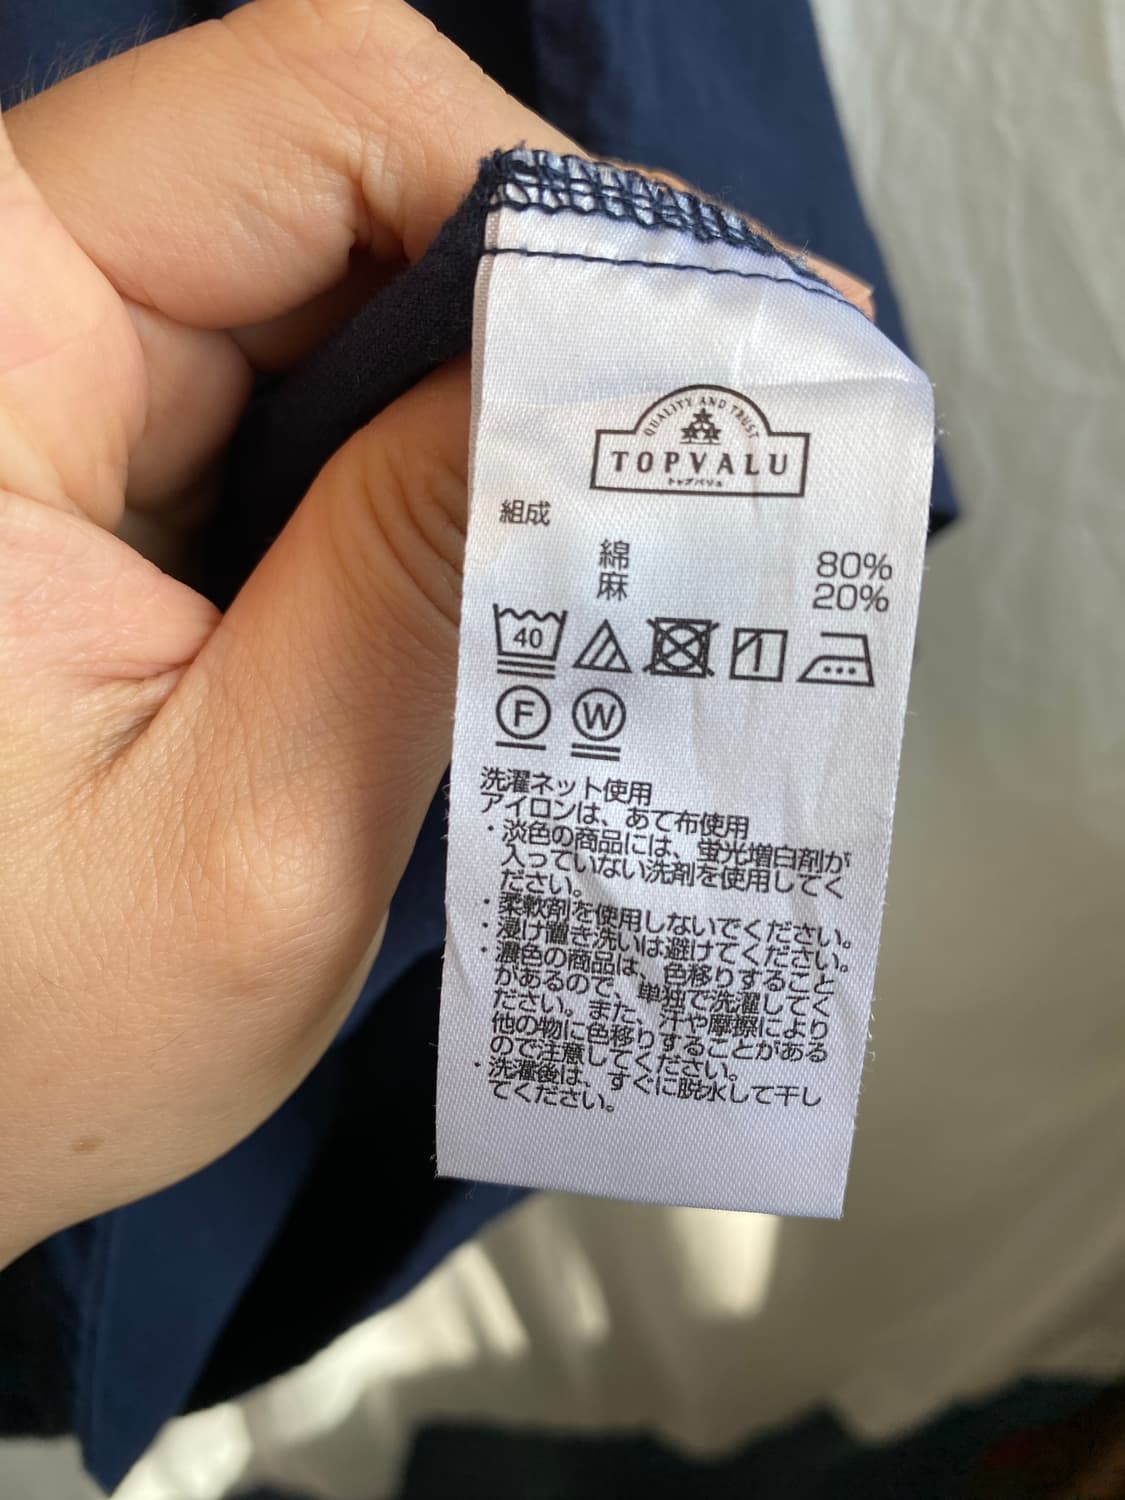 QUALITY AND TRUST
TOPVALU
トップバリュ
組成
綿 80%
麻 20%
40
F W
洗濯ネット使用
アイロンは、あて布使用
・淡色の商品には、蛍光増白剤が
入っていない洗剤を使用してく
ださい。
・柔軟剤を使用しないでください。
・浸け置き洗いは避けてください。
・濃色の商品は、色移りすること
があるので、単独で洗濯してく
ださい。また、汗や摩擦により
他の物に色移りすることがある
ので注意してください。
・洗濯後は、すぐに脱水して干し
てください。